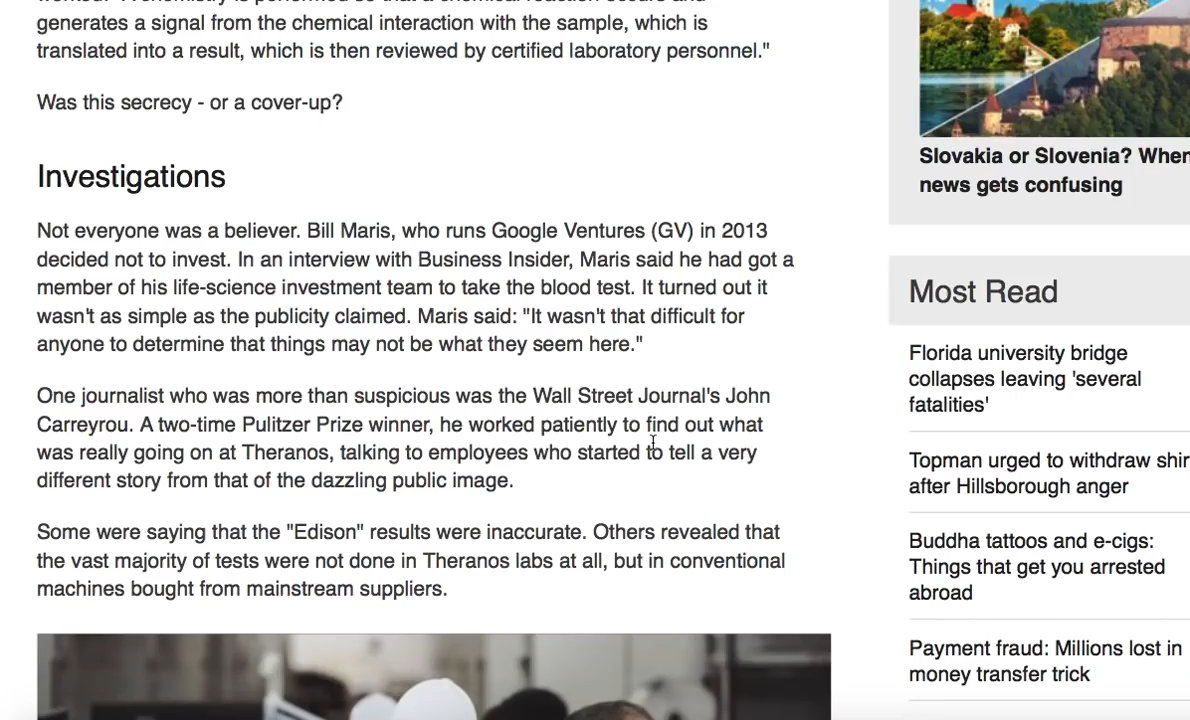 generates a signal from the chemical interaction with the sample, which is
translated into a result, which is then reviewed by certified laboratory personnel."
Was this secrecy - or a cover-up?
Investigations
Not everyone was a believer. Bill Maris, who runs Google Ventures (GV) in 2013
decided not to invest. In an interview with Business Insider, Maris said he had got a
member of his life-science investment team to take the blood test. It turned out it
wasn't as simple as the publicity claimed. Maris said: "It wasn't that difficult for
anyone to determine that things may not be what they seem here."
One journalist who was more than suspicious was the Wall Street Journal's John
Carreyrou. A two-time Pulitzer Prize winner, he worked patiently to find out what
was really going on at Theranos, talking to employees who started to tell a very
different story from that of the dazzling public image.
Some were saying that the "Edison" results were inaccurate. Others revealed that
the vast majority of tests were not done in Theranos labs at all, but in conventional
machines bought from mainstream suppliers.
Slovakia or Slovenia? When
news gets confusing
Most Read
Florida university bridge
collapses leaving 'several
fatalities'
Topman urged to withdraw shir
after Hillsborough anger
Buddha tattoos and e-cigs:
Things that get you arrested
abroad
Payment fraud: Millions lost in
money transfer trick